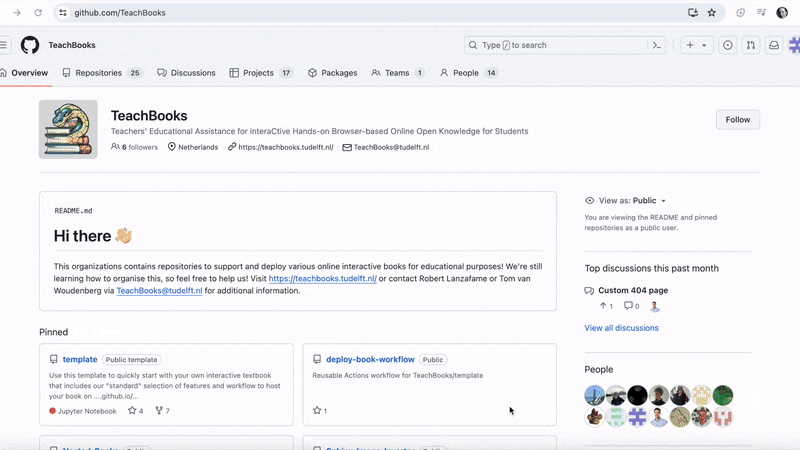 github.com/TeachBooks
TeachBooks
Type / to search
Overview Repositories 25 Discussions Projects 17 Packages Teams 1 People 14
TeachBooks
Teachers' Educational Assistance for interaCtive Hands-on Browser-based Online Open Knowledge for Students
6 followers Netherlands https://teachbooks.tudelft.nl/ TeachBooks@tudelft.nl
Follow
README.md
Hi there 👋🏼
This organizations contains repositories to support and deploy various online interactive books for educational purposes! We're still
learning how to organise this, so feel free to help us! Visit https://teachbooks.tudelft.nl/ or contact Robert Lanzafame or Tom van
Woudenberg via TeachBooks@tudelft.nl for additional information.
Pinned
template Public template
Use this template to quickly start with your own interactive textbook
that includes our "standard" selection of features and workflow to host
your book on ....github.io/...
Jupyter Notebook 4 7
deploy-book-workflow Public
Reusable Actions workflow for TeachBooks/template
1
View as: Public
You are viewing the README and pinned
repositories as a public user.
Top discussions this past month
Custom 404 page
1 0
View all discussions
People